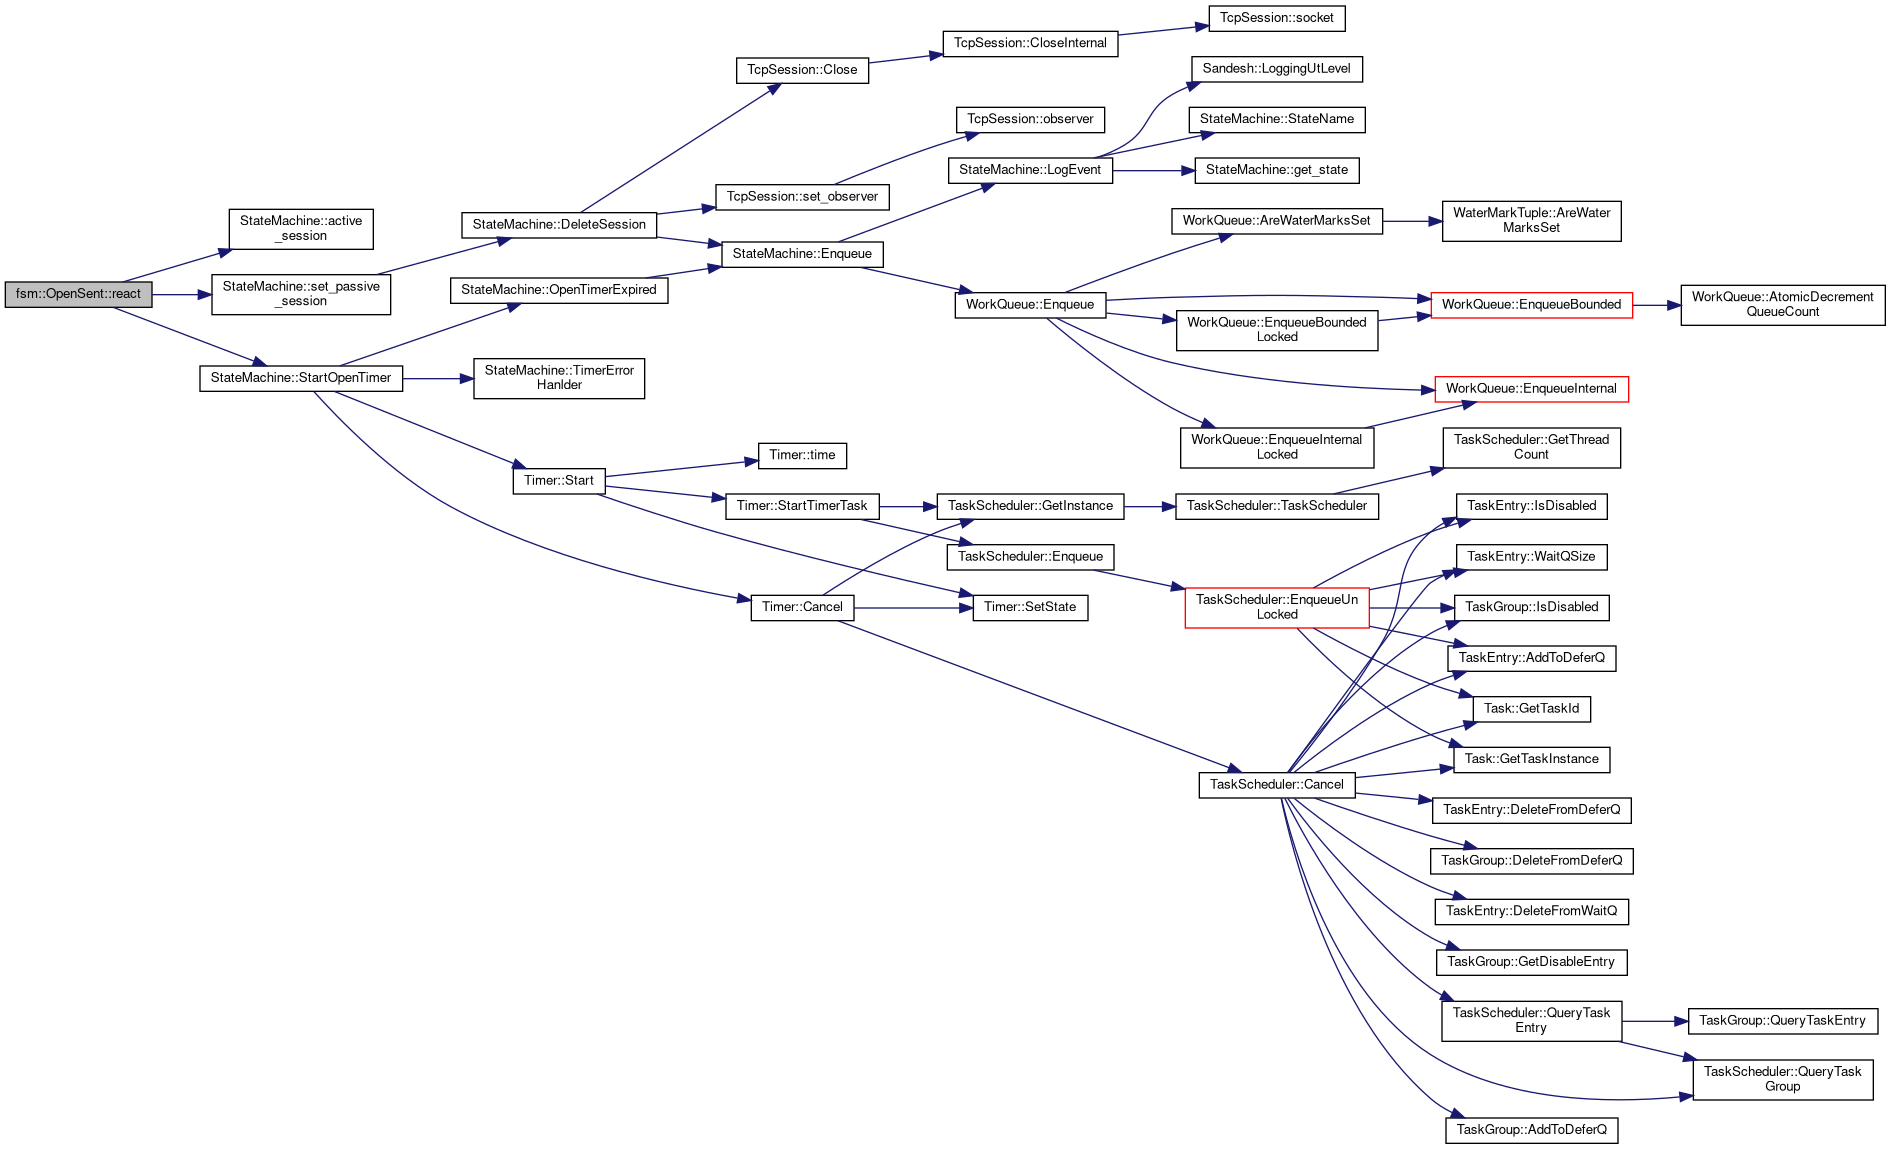 fsm::OpenSent::react
StateMachine::active
_session
StateMachine::set_passive
_session
StateMachine::StartOpenTimer
StateMachine::DeleteSession
StateMachine::OpenTimerExpired
StateMachine::TimerError
Hanlder
Timer::Start
TcpSession::Close
TcpSession::set_observer
StateMachine::Enqueue
Timer::time
Timer::StartTimerTask
Timer::Cancel
TcpSession::CloseInternal
TcpSession::observer
StateMachine::LogEvent
WorkQueue::Enqueue
TaskScheduler::GetInstance
TaskScheduler::Enqueue
Timer::SetState
TcpSession::socket
Sandesh::LoggingUtLevel
StateMachine::StateName
StateMachine::get_state
WorkQueue::AreWaterMarksSet
WorkQueue::EnqueueBounded
Locked
WorkQueue::EnqueueInternal
Locked
TaskScheduler::TaskScheduler
TaskScheduler::EnqueueUn
Locked
TaskScheduler::Cancel
WaterMarkTuple::AreWater
MarksSet
WorkQueue::EnqueueBounded
WorkQueue::EnqueueInternal
TaskScheduler::GetThread
Count
TaskEntry::IsDisabled
TaskEntry::WaitQSize
TaskGroup::IsDisabled
TaskEntry::AddToDeferQ
Task::GetTaskId
Task::GetTaskInstance
TaskEntry::DeleteFromDeferQ
TaskGroup::DeleteFromDeferQ
TaskEntry::DeleteFromWaitQ
TaskGroup::GetDisableEntry
TaskScheduler::QueryTask
Entry
TaskGroup::AddToDeferQ
WorkQueue::AtomicDecrement
QueueCount
TaskGroup::QueryTaskEntry
TaskScheduler::QueryTask
Group